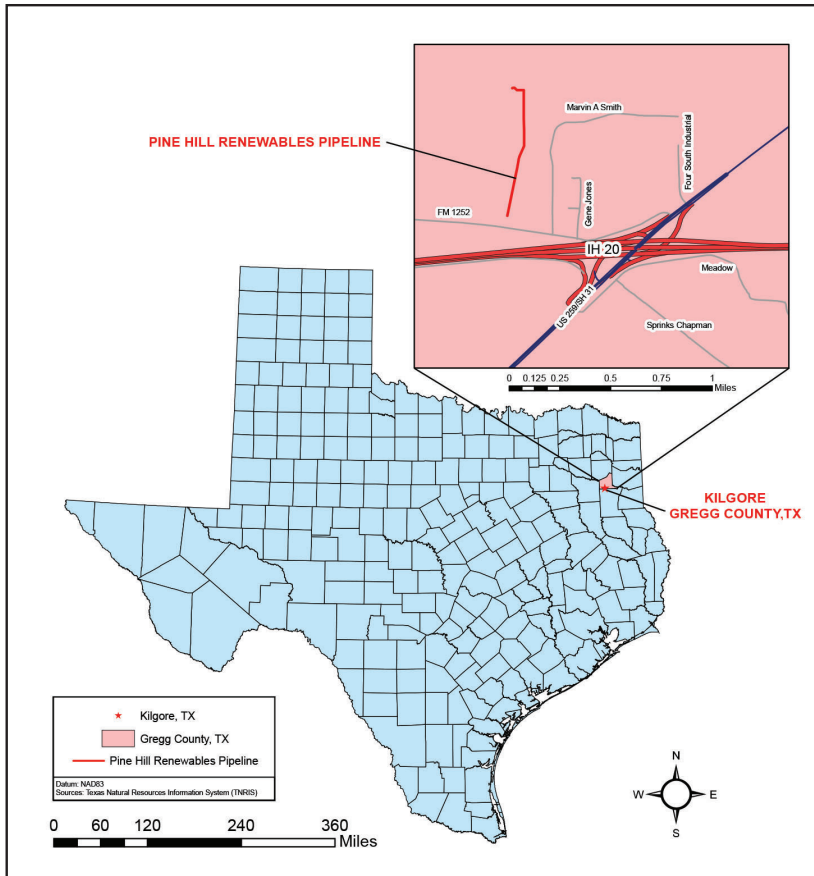 Marvin A Smith
PINE HILL RENEWABLES PIPELINE
Four South Industrial
Gene Jones
FM 1252
IH 20
Meadow
US 259/SH 31
Sprinks Chapman
0 0.125 0.25 0.5 0.75 1
Miles
KILGORE
GREGG COUNTY,TX
Kilgore, TX
Gregg County, TX
Pine Hill Renewables Pipeline
Datum: NAD83
Sources: Texas Natural Resources Information System (TNRIS)
N
W E
S
0 60 120 240 360
Miles